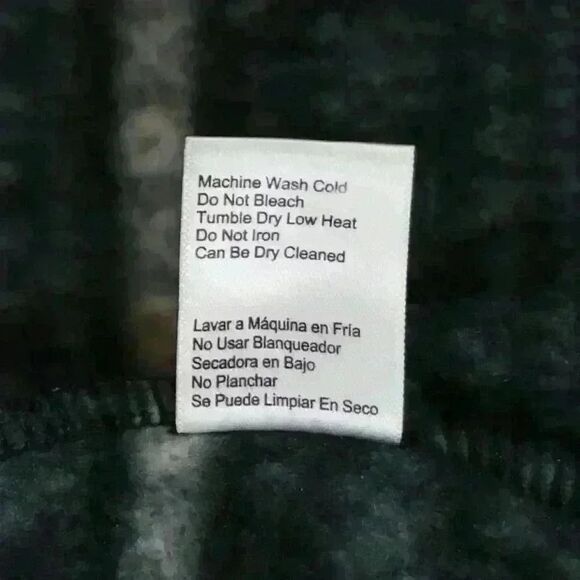 Machine Wash Cold
Do Not Bleach
Tumble Dry Low Heat
Do Not Iron
Can Be Dry Cleaned
Lavar a Máquina en Fría
No Usar Blanqueador
Secadora en Bajo
No Planchar
Se Puede Limpiar En Seco